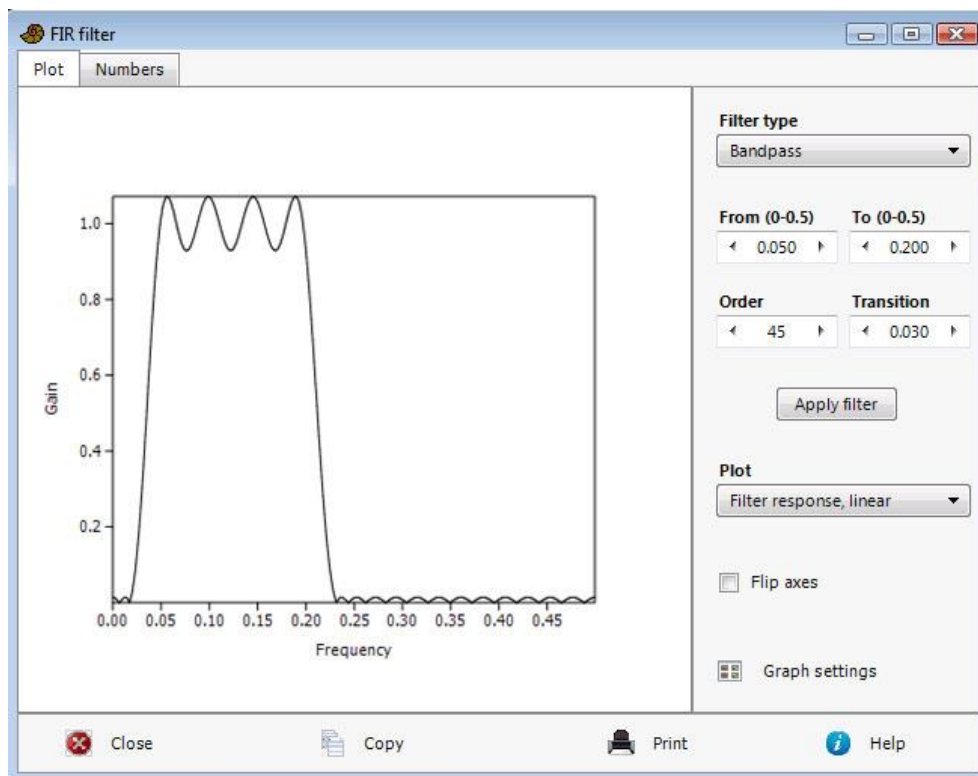 FIR filter
Plot Numbers
Filter type
Bandpass
From (0-0.5) To (0-0.5)
0.050 0.200
Order Transition
45 0.030
Apply filter
Plot
Filter response, linear
Flip axes
Graph settings
1.0
0.8
0.6
0.4
0.2
Gain
0.00 0.05 0.10 0.15 0.20 0.25 0.30 0.35 0.40 0.45
Frequency
Close Copy Print Help